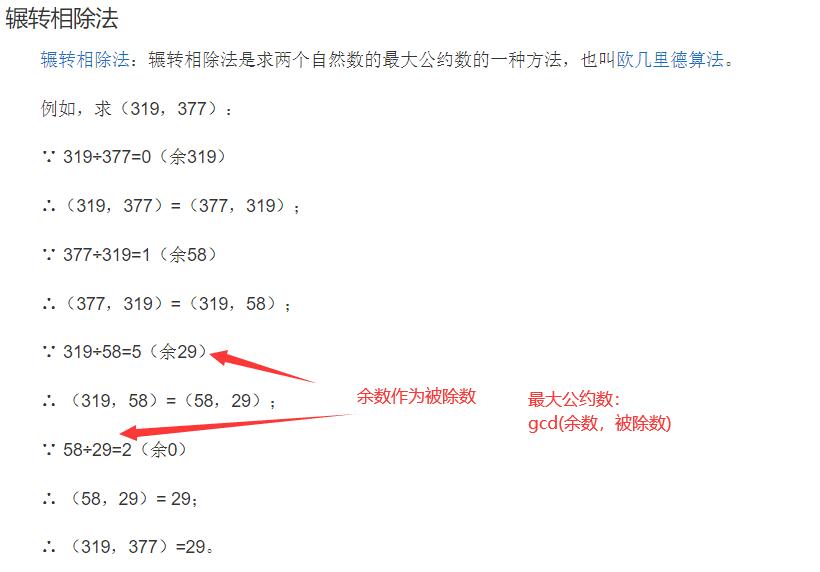 辗转相除法
辗转相除法：辗转相除法是求两个自然数的最大公约数的一种方法，也叫欧几里德算法。
例如，求（319，377）：
∵ 319÷377=0（余319）
∴（319，377）=（377，319）；
∵ 377÷319=1（余58）
∴（377，319）=（319，58）；
∵ 319÷58=5（余29）
∴ （319，58）=（58，29）；
余数作为被除数
最大公约数：
gcd(余数，被除数)
∵ 58÷29=2（余0）
∴ （58，29）= 29；
∴ （319，377）=29。